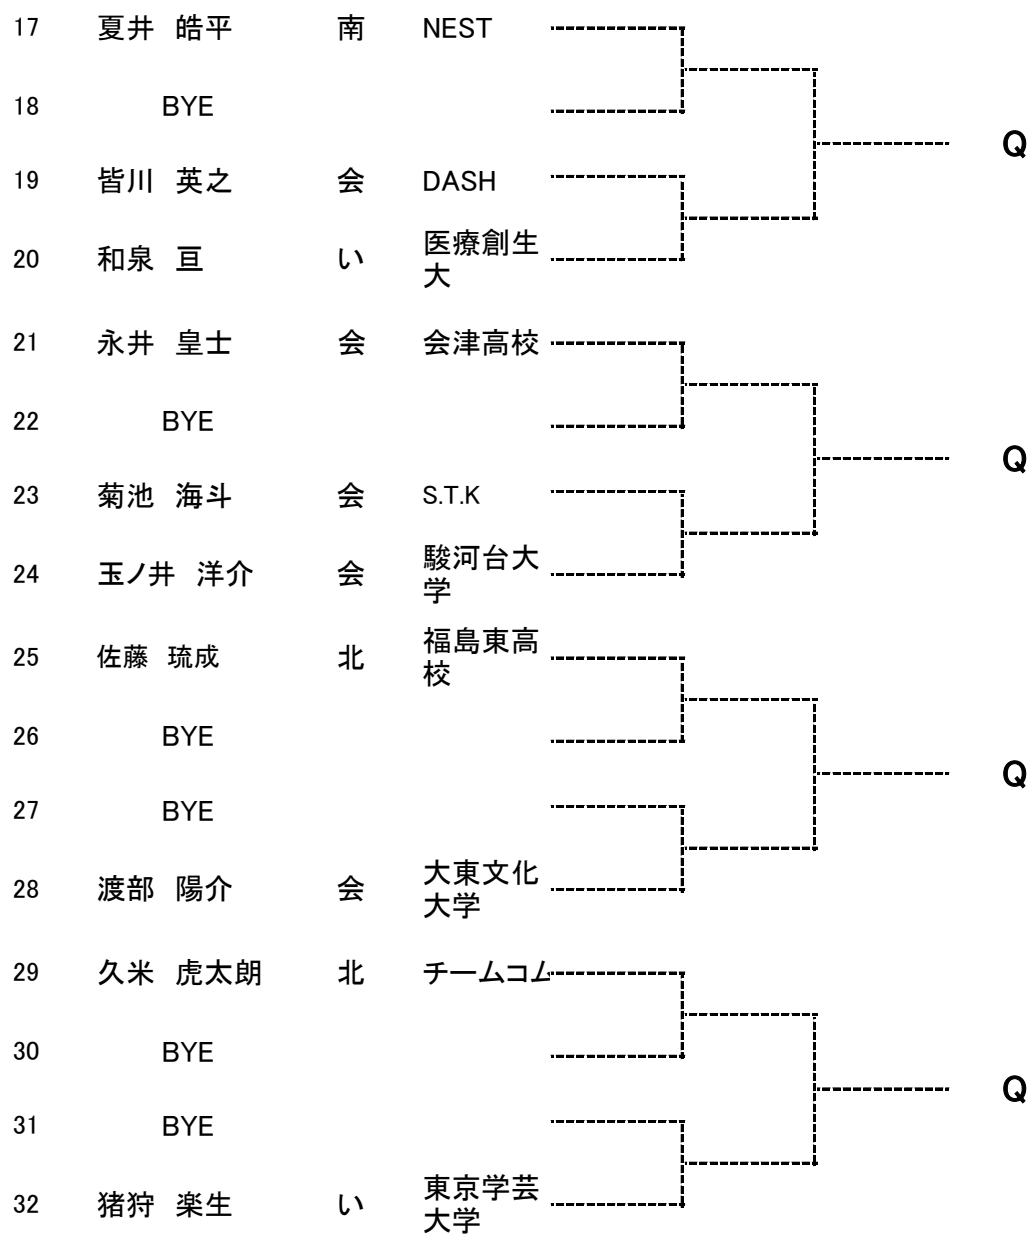 17 夏井 皓平 南 NEST
18 BYE
Q
19 皆川 英之 会 DASH
20 和泉 亘 い 医療創生
大
21 永井 皇士 会 会津高校
22 BYE
Q
23 菊池 海斗 会 S.T.K
24 玉ノ井 洋介 会 駿河台大
学
25 佐藤 琉成 北 福島東高
校
26 BYE
Q
27 BYE
28 渡部 陽介 会 大東文化
大学
29 久米 虎太朗 北 チームコム
30 BYE
Q
31 BYE
32 猪狩 楽生 い 東京学芸
大学